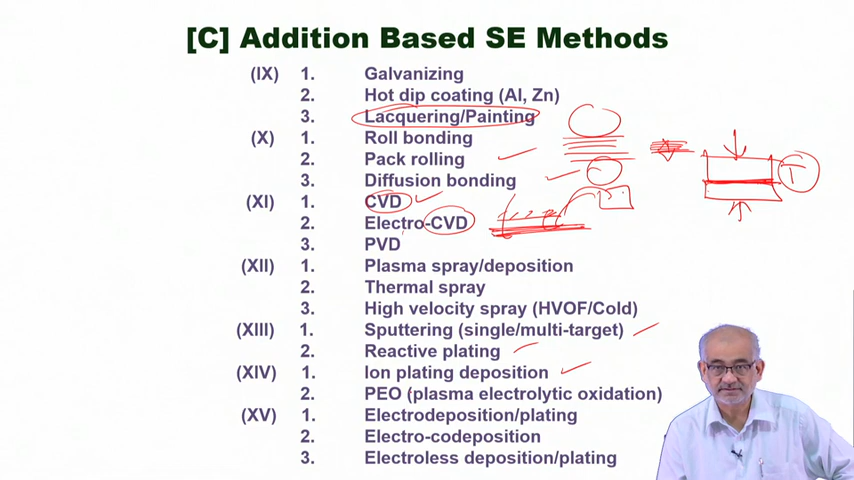 [C] Addition Based SE Methods
(IX) 1. Galvanizing
2. Hot dip coating (Al, Zn)
3. Lacquering/Painting
(X) 1. Roll bonding
2. Pack rolling
3. Diffusion bonding
(XI) 1. CVD
2. Electro-CVD
3. PVD
(XII) 1. Plasma spray/deposition
2. Thermal spray
3. High velocity spray (HVOF/Cold)
(XIII) 1. Sputtering (single/multi-target)
2. Reactive plating
(XIV) 1. Ion plating deposition
2. PEO (plasma electrolytic oxidation)
(XV) 1. Electrodeposition/plating
2. Electro-codeposition
3. Electroless deposition/plating
T